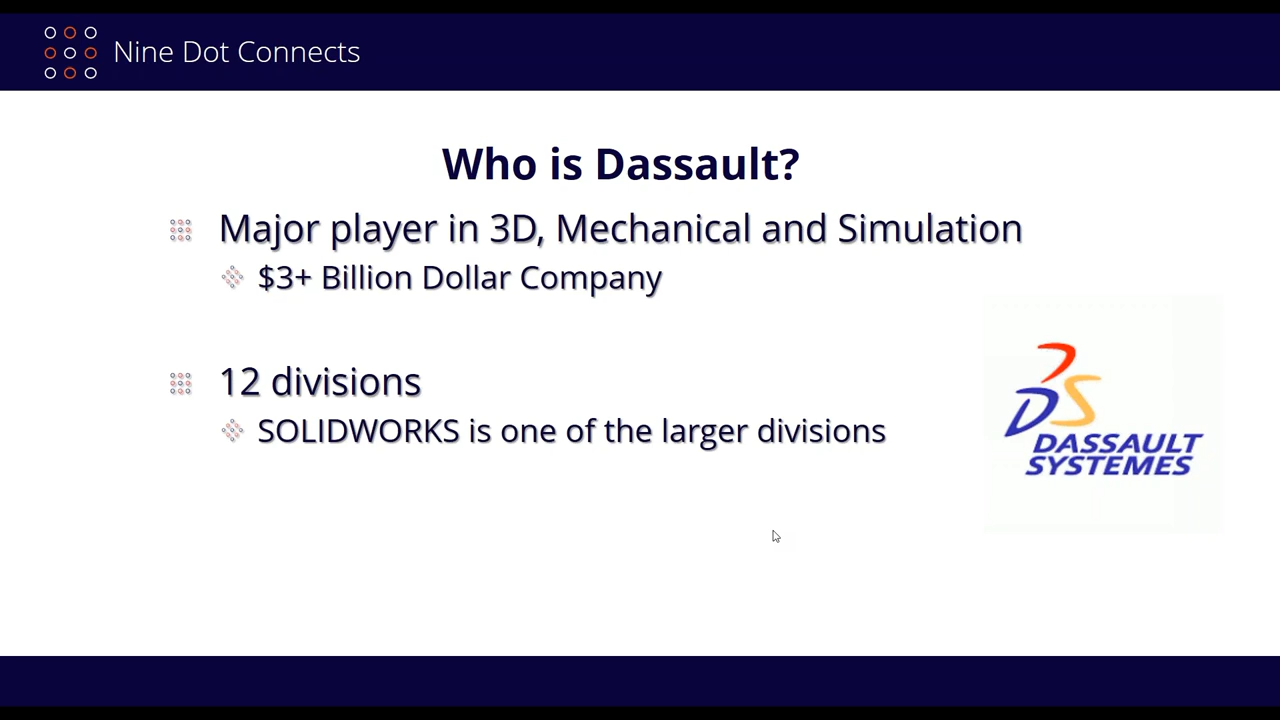 Nine Dot Connects
Who is Dassault?
Major player in 3D, Mechanical and Simulation
$3+ Billion Dollar Company
12 divisions
SOLIDWORKS is one of the larger divisions
DASSAULT
SYSTEMES